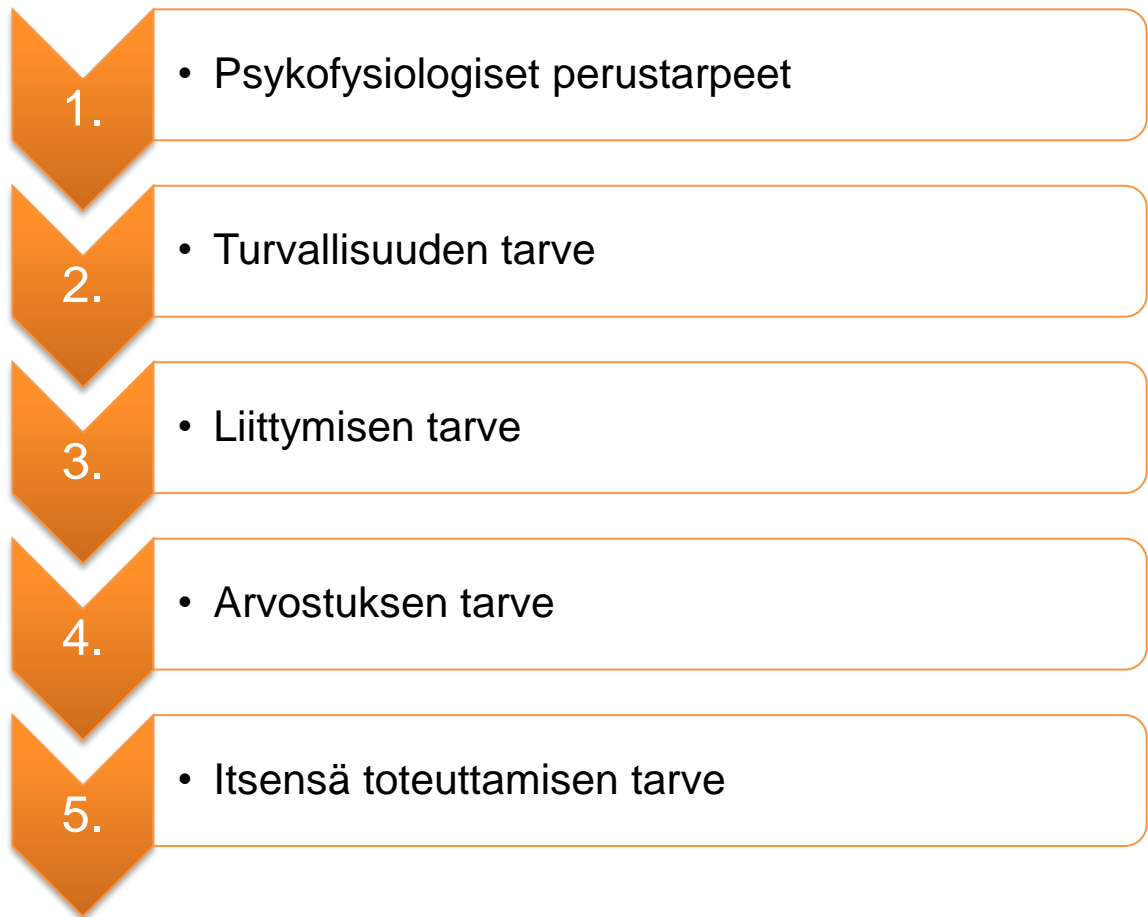 1.
• Psykofysiologiset perustarpeet
2.
• Turvallisuuden tarve
3.
• Liittymisen tarve
4.
• Arvostuksen tarve
5.
• Itsensä toteuttamisen tarve